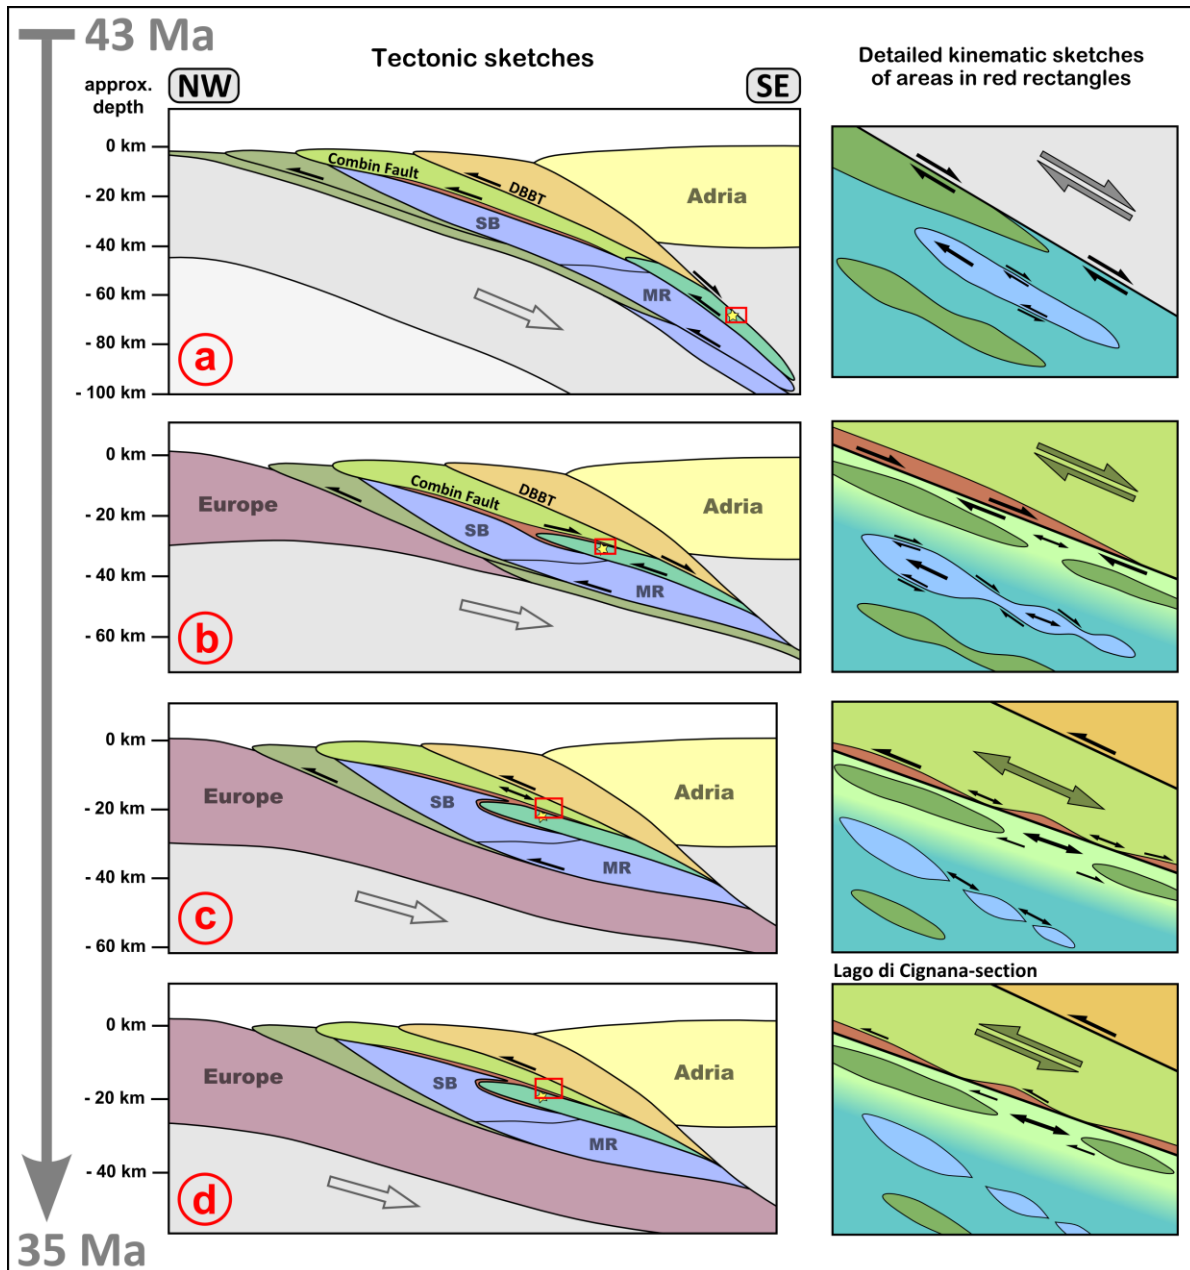 43 Ma
Tectonic sketches
Detailed kinematic sketches
of areas in red rectangles
approx.
depth
NW
SE
0 km
- 20 km
- 40 km
- 60 km
- 80 km
- 100 km
Combin Fault
DBBT
Adria
SB
MR
a
0 km
- 20 km
- 40 km
- 60 km
Europe
Combin Fault
DBBT
Adria
SB
MR
b
0 km
- 20 km
- 40 km
- 60 km
Europe
SB
Adria
MR
c
Lago di Cignana-section
0 km
- 20 km
- 40 km
Europe
SB
Adria
MR
d
35 Ma